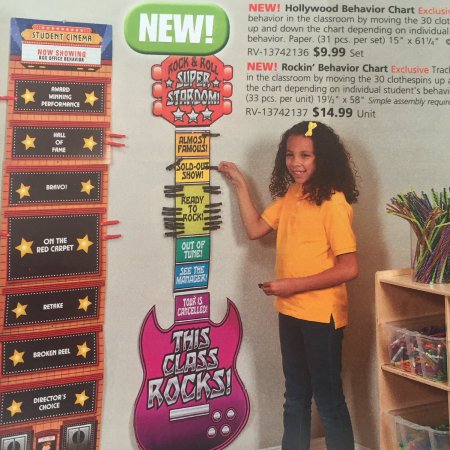 STUDENT CINEMA
NOW SHOWING
BOX OFFICE BEHAVIOR
AWARD
WINNING
PERFORMANCE
HALL
OF
FAME
BRAVO!
ON THE
RED CARPET
RETAKE
BROKEN REEL
DIRECTOR'S
CHOICE
NEW!
ROCK & ROLL
SUPER
STARDOM!
ALMOST
FAMOUS!
SOLD-OUT
SHOW!
READY
TO
ROCK!
OUT OF
TUNE!
SEE THE
MANAGER!
TOUR IS
CANCELLED!
THIS
CLASS
ROCKS!
NEW! Hollywood Behavior Chart Exclusiv
behavior in the classroom by moving the 30 clot
up and down the chart depending on individual
behavior. Paper. (31 pcs. per set) 15" x 61¼"
RV-13742136 $9.99 Set
NEW! Rockin' Behavior Chart Exclusive Trac
in the classroom by moving the 30 clothespins up a
the chart depending on individual student's behavi
(33 pcs. per unit) 19½" x 58" Simple assembly requir
RV-13742137 $14.99 Unit